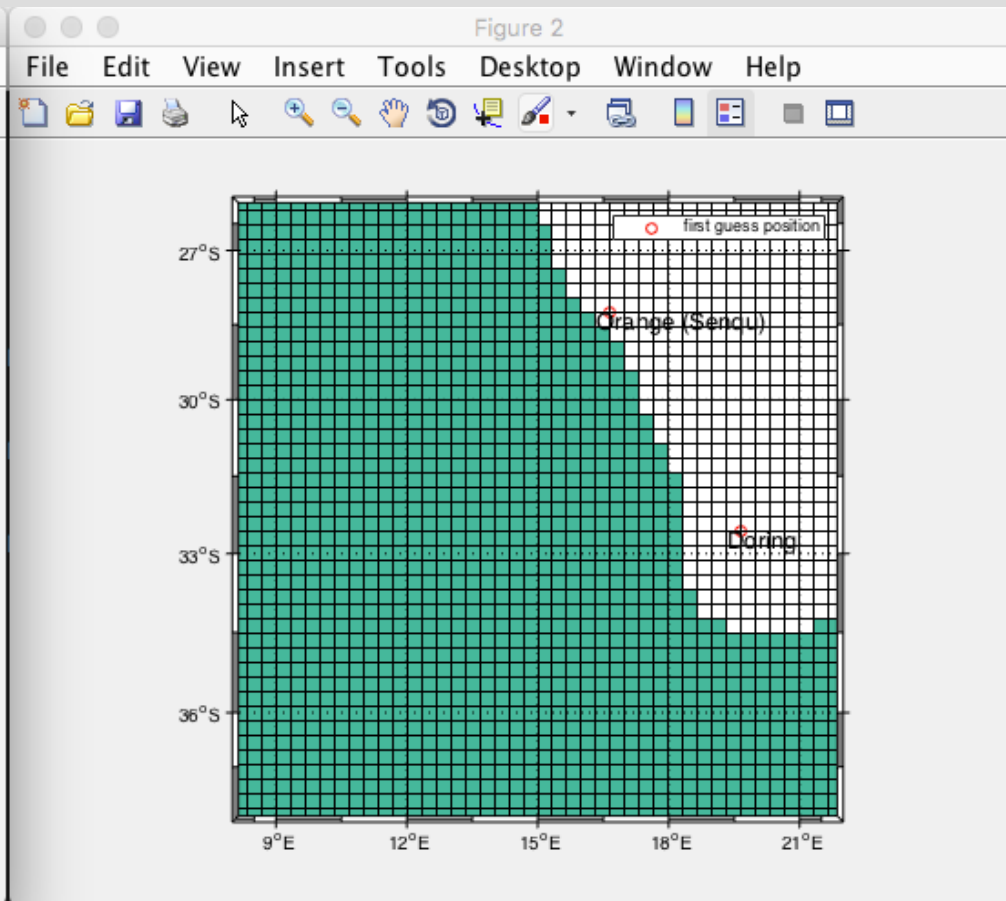 Figure 2
File Edit View Insert Tools Desktop Window Help
first guess position
27°S
Orange (Senqu)
30°S
Doring
33°S
36°S
9°E 12°E 15°E 18°E 21°E